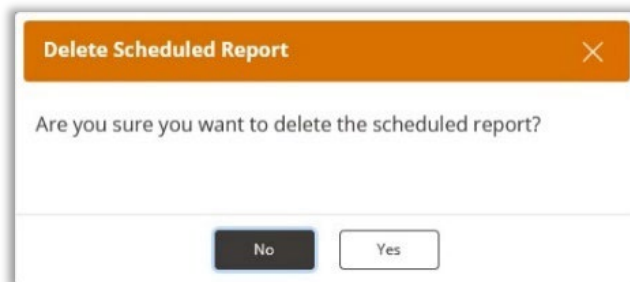 Delete Scheduled Report
Are you sure you want to delete the scheduled report?
No
Yes